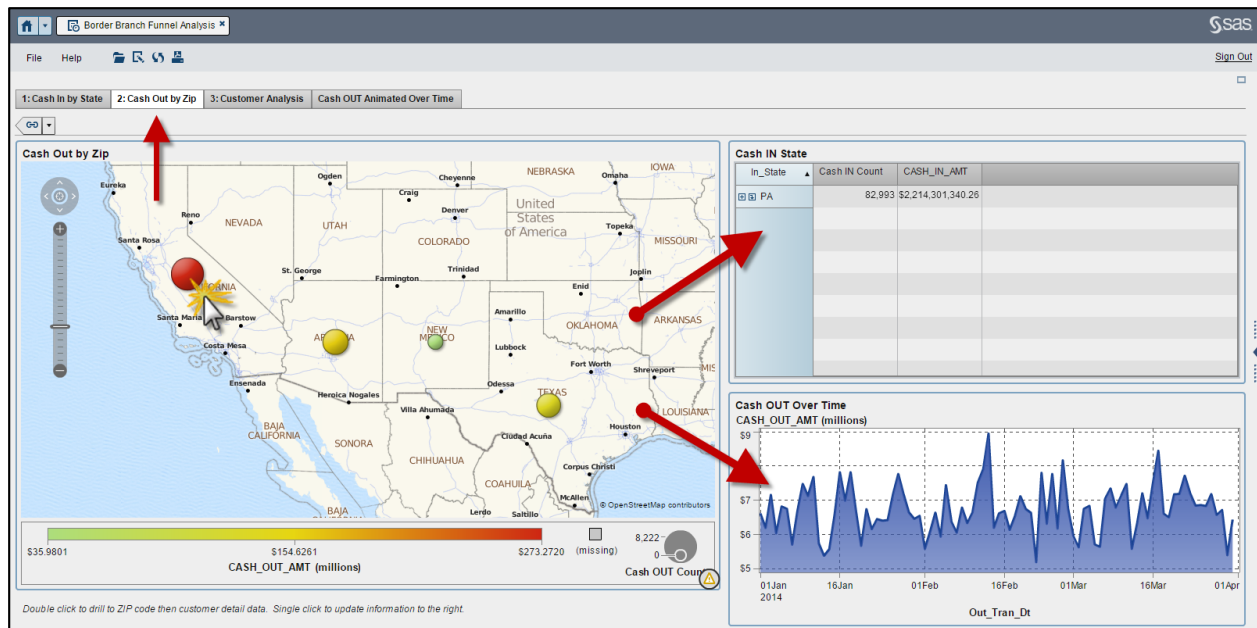 Border Branch Funnel Analysis
sas
File Help
Sign Out
1: Cash In by State 2: Cash Out by Zip 3: Customer Analysis Cash OUT Animated Over Time
Cash Out by Zip
Eureka
Ogden
Craig
Cheyenne
NEBRASKA
Omaha
IOWA
Reno
NEVADA
UTAH
Denver
United
States
of America
Topeka
Santa Rosa
COLORADO
MISSOURI
St. George
Farmington
Trinidad
Joplin
Enid
Santa Maria
Barstow
Amarillo
OKLAHOMA
ARKANSAS
NEW
Costa Mesa
Lubbock
Fort Worth
Shreveport
MIS
Ensenada
Heroica Nogales
Odessa
TEXAS
Villa Ahumada
LOUISIANA
BAJA
CALIFORNIA
SONORA
Ciudad Acuña
Houston
CHIHUAHUA
Corpus Christi
COAHUILA
BAJA
McAllen
Lerdo
Saltillo
© OpenStreetMap contributors
$35.9801
$154.6261
$273.2720
(missing)
8,222
0
CASH_OUT_AMT (millions)
Cash OUT Count
Double click to drill to ZIP code then customer detail data. Single click to update information to the right.
Cash IN State
In_State Cash IN Count CASH_IN_AMT
PA 82,993 $2,214,301,340.26
Cash OUT Over Time
CASH_OUT_AMT (millions)
$9
$7
$6
$5
01Jan 16Jan 01Feb 16Feb 01Mar 16Mar 01Apr
2014
Out_Tran_Dt